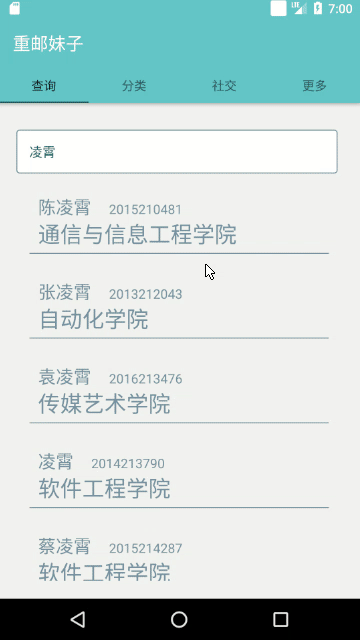 LTE 7:00
重邮妹子
查询 分类 社交 更多
凌霄
陈凌霄 2015210481
通信与信息工程学院
张凌霄 2013212043
自动化学院
袁凌霄 2016213476
传媒艺术学院
凌霄 2014213790
软件工程学院
蔡凌霄 2015214287
软件工程学院